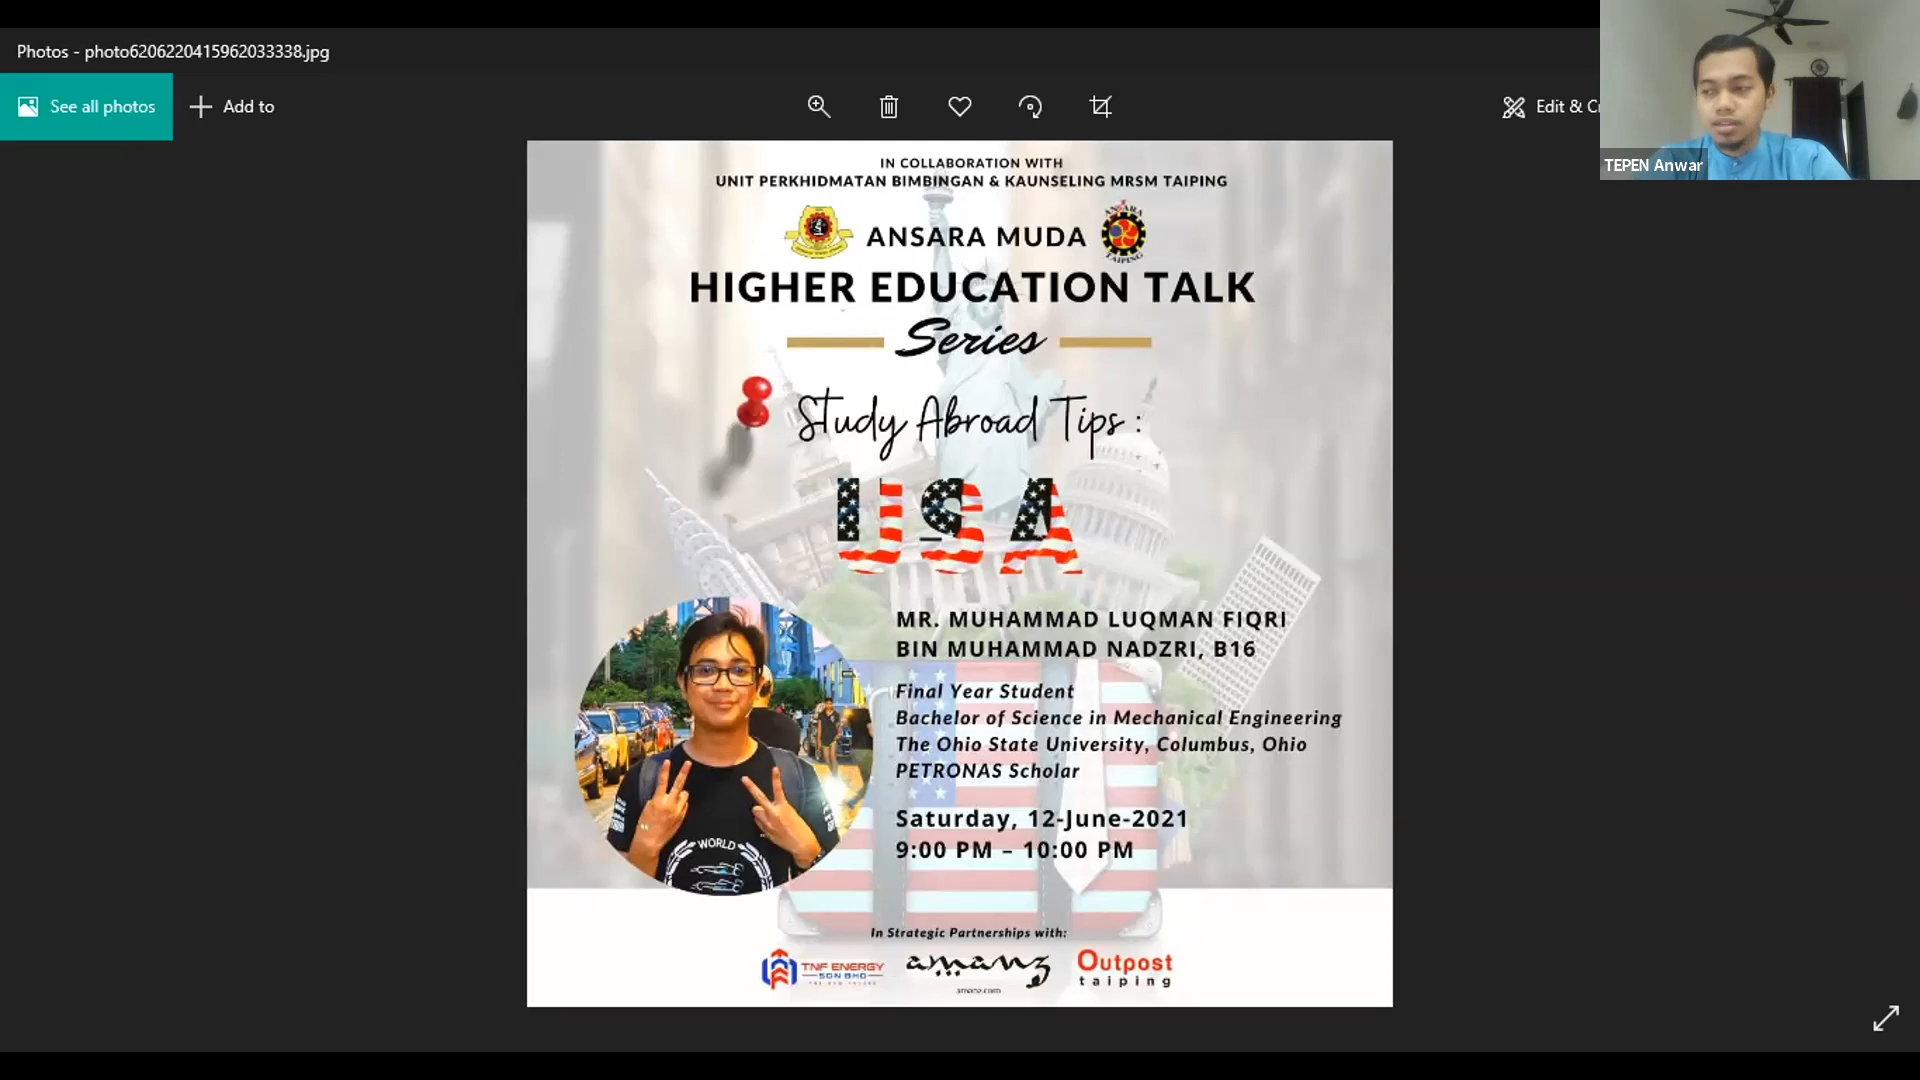 Photos - photo6206220415962033338.jpg
See all photos
Add to
Edit & C
TEPEN Anwar
IN COLLABORATION WITH
UNIT PERKHIDMATAN BIMBINGAN & KAUNSELING MRSM TAIPING
ANSARA MUDA
ANSARA
TAIPING
HIGHER EDUCATION TALK
Series
Study Abroad Tips :
USA
MR. MUHAMMAD LUQMAN FIQRI
BIN MUHAMMAD NADZRI, B16
Final Year Student
Bachelor of Science in Mechanical Engineering
The Ohio State University, Columbus, Ohio
PETRONAS Scholar
Saturday, 12-June-2021
9:00 PM – 10:00 PM
WORLD
In Strategic Partnerships with:
TNF ENERGY
SDN BHD
amanz
amanz.com
Outpost
taiping